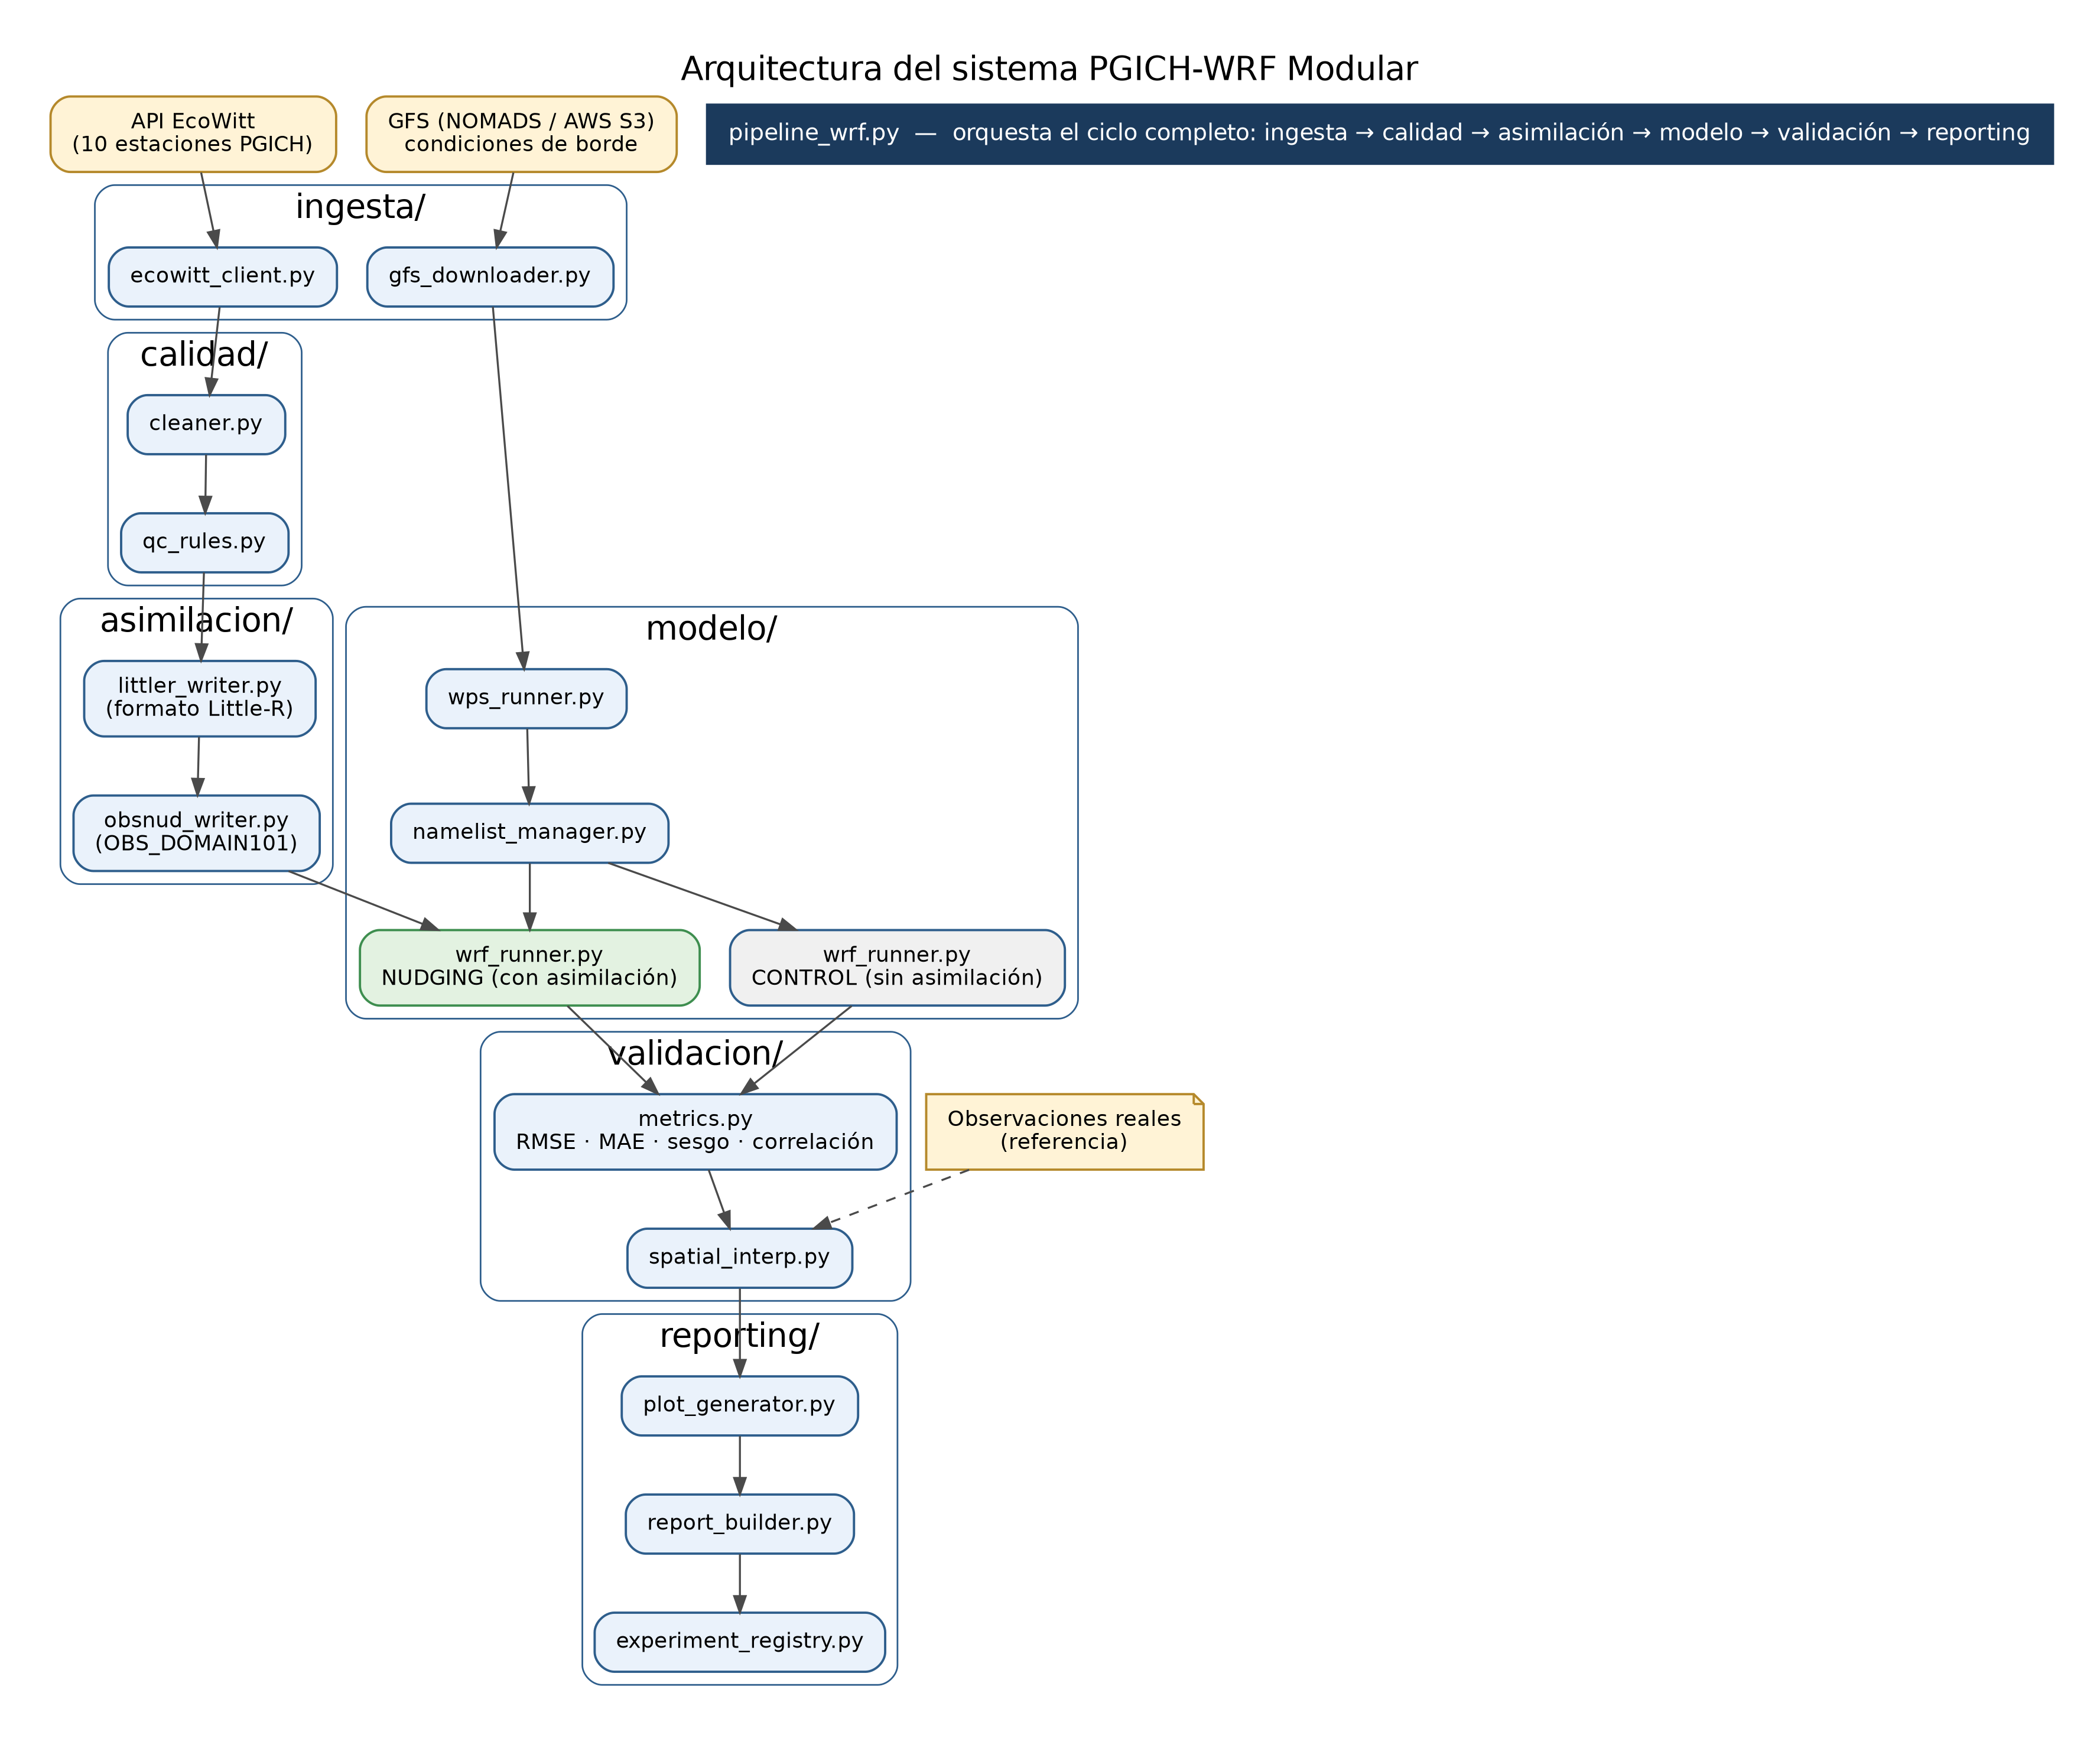 Arquitectura del sistema PGICH-WRF Modular
API EcoWitt
(10 estaciones PGICH)
GFS (NOMADS / AWS S3)
condiciones de borde
pipeline_wrf.py — orquesta el ciclo completo: ingesta → calidad → asimilación → modelo → validación → reporting
ingesta/
ecowitt_client.py
gfs_downloader.py
calidad/
cleaner.py
qc_rules.py
asimilacion/
littler_writer.py
(formato Little-R)
obsnud_writer.py
(OBS_DOMAIN101)
modelo/
wps_runner.py
namelist_manager.py
wrf_runner.py
NUDGING (con asimilación)
wrf_runner.py
CONTROL (sin asimilación)
validacion/
metrics.py
RMSE · MAE · sesgo · correlación
Observaciones reales
(referencia)
spatial_interp.py
reporting/
plot_generator.py
report_builder.py
experiment_registry.py